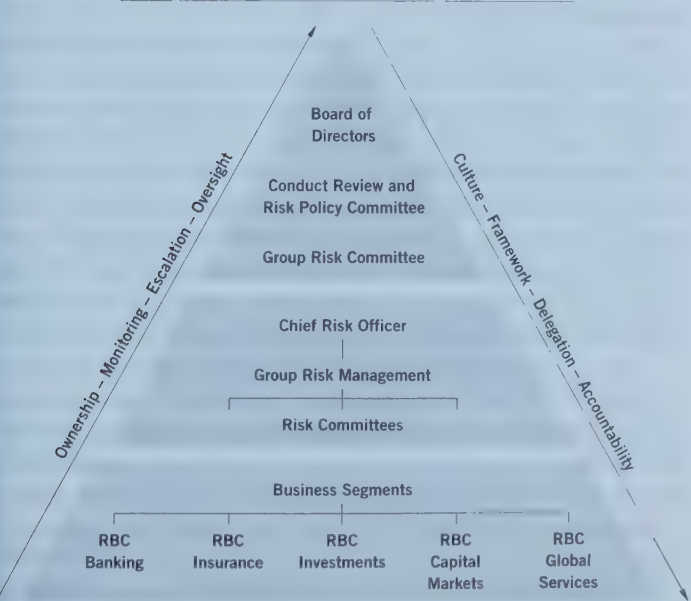 Board of
Directors
Conduct Review and
Risk Policy Committee
Group Risk Committee
Chief Risk Officer
Group Risk Management
Risk Committees
Business Segments
RBC
Banking
RBC
Insurance
RBC
Investments
RBC
Capital
Markets
RBC
Global
Services
Ownership – Monitoring – Escalation – Oversight
Culture – Framework – Delegation – Accountability